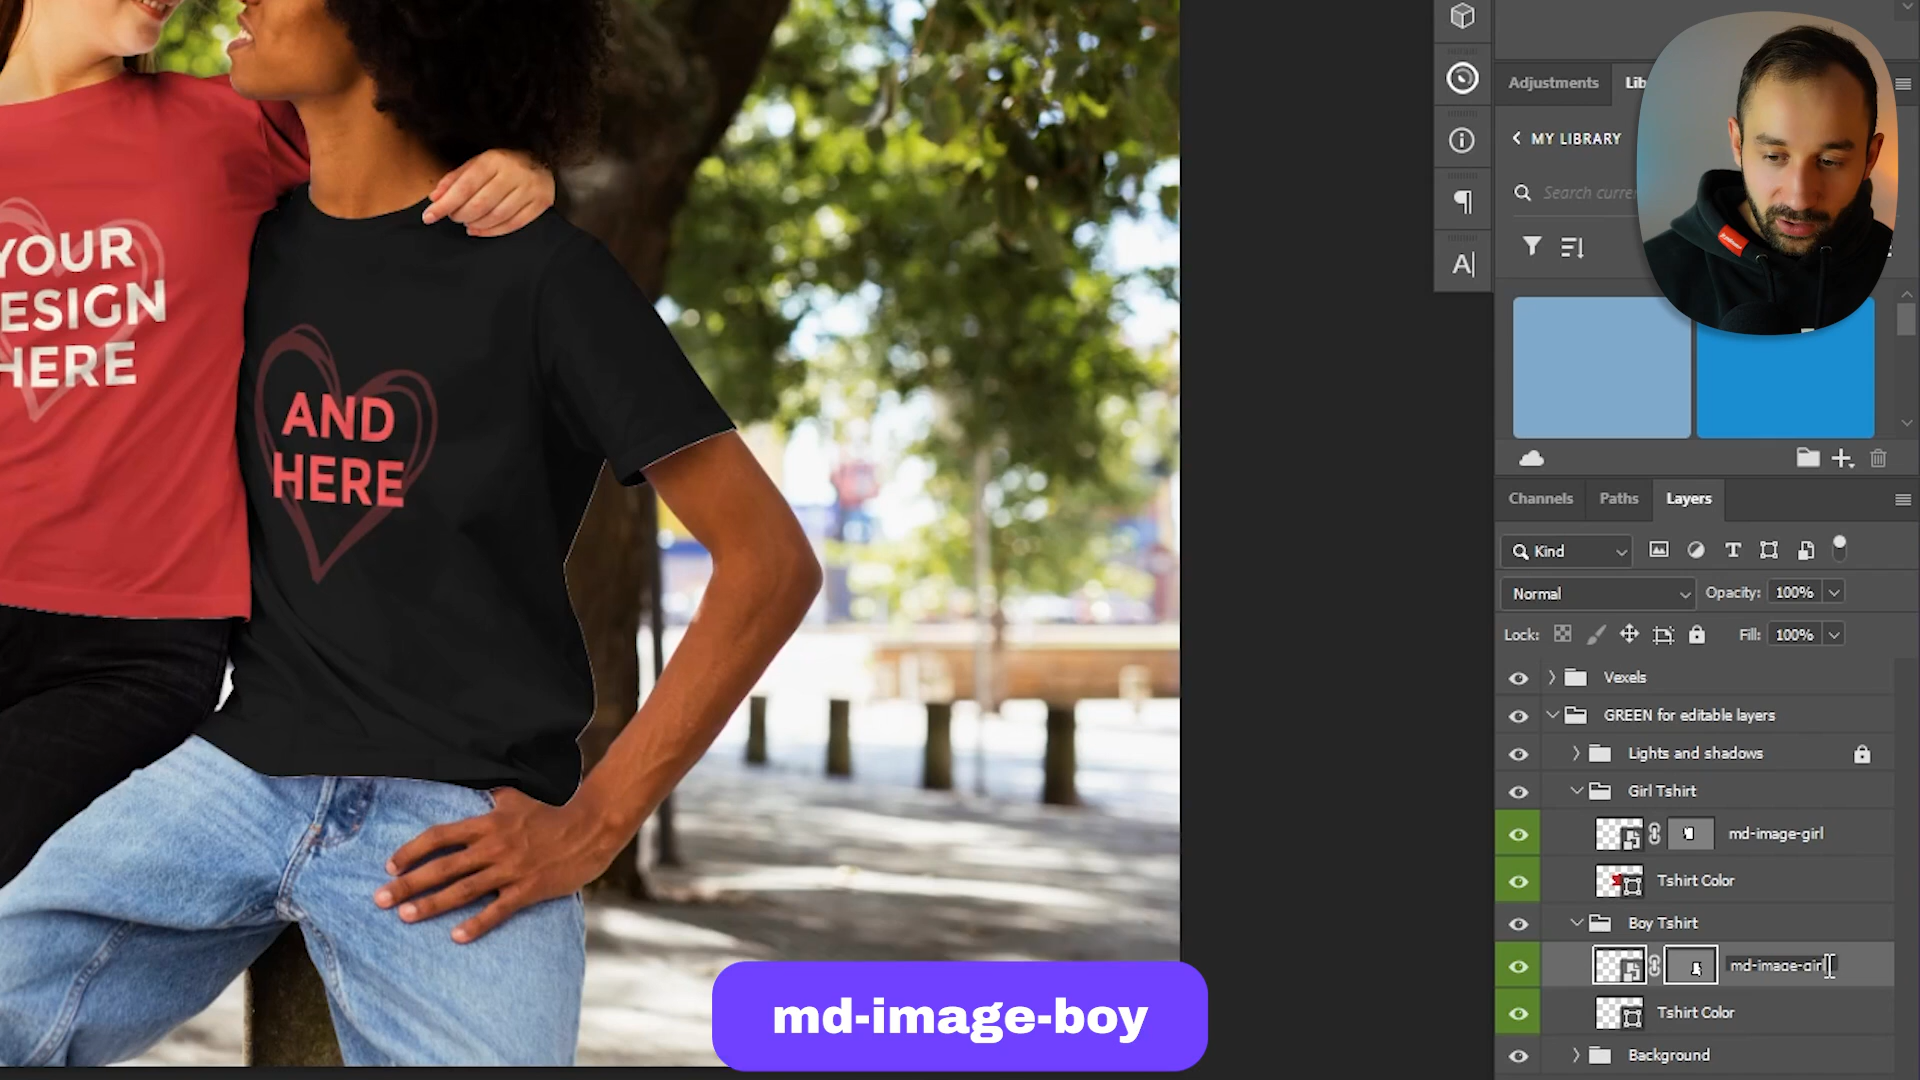 YOUR
ESIGN
HERE
AND
HERE
Adjustments
Lib
MY LIBRARY
Search curre
Channels
Paths
Layers
Kind
Normal
Opacity: 100%
Lock:
Fill: 100%
Vexels
GREEN for editable layers
Lights and shadows
Girl Tshirt
md-image-girl
Tshirt Color
Boy Tshirt
md-image-girl
Tshirt Color
Background
md-image-boy